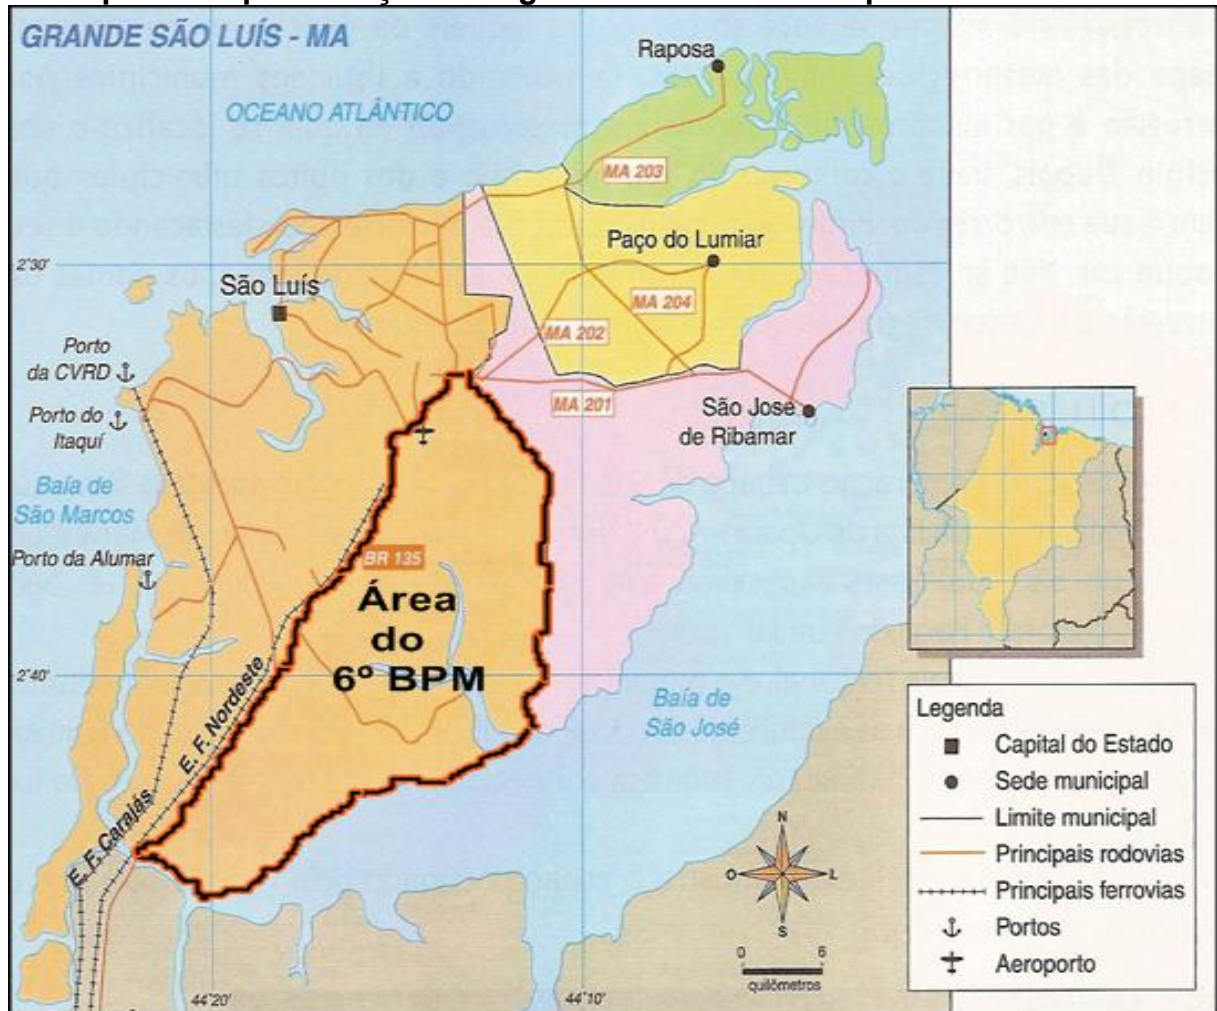 GRANDE SÃO LUÍS - MA
Raposa
OCEANO ATLÂNTICO
MA 203
Paço do Lumiar
2°30'
São Luís
MA 204
MA 202
Porto
da CVRD
MA 201
São José
de Ribamar
Porto do
Itaquí
Baía de
São Marcos
Porto da Alumar
BR 135
Área
do
6º BPM
2°40'
E. F. Nordeste
Baía de
São José
E. F. Carajás
N
O
L
S
0 6
quilômetros
44°20'
44°10'
Legenda
Capital do Estado
Sede municipal
Limite municipal
Principais rodovias
Principais ferrovias
Portos
Aeroporto